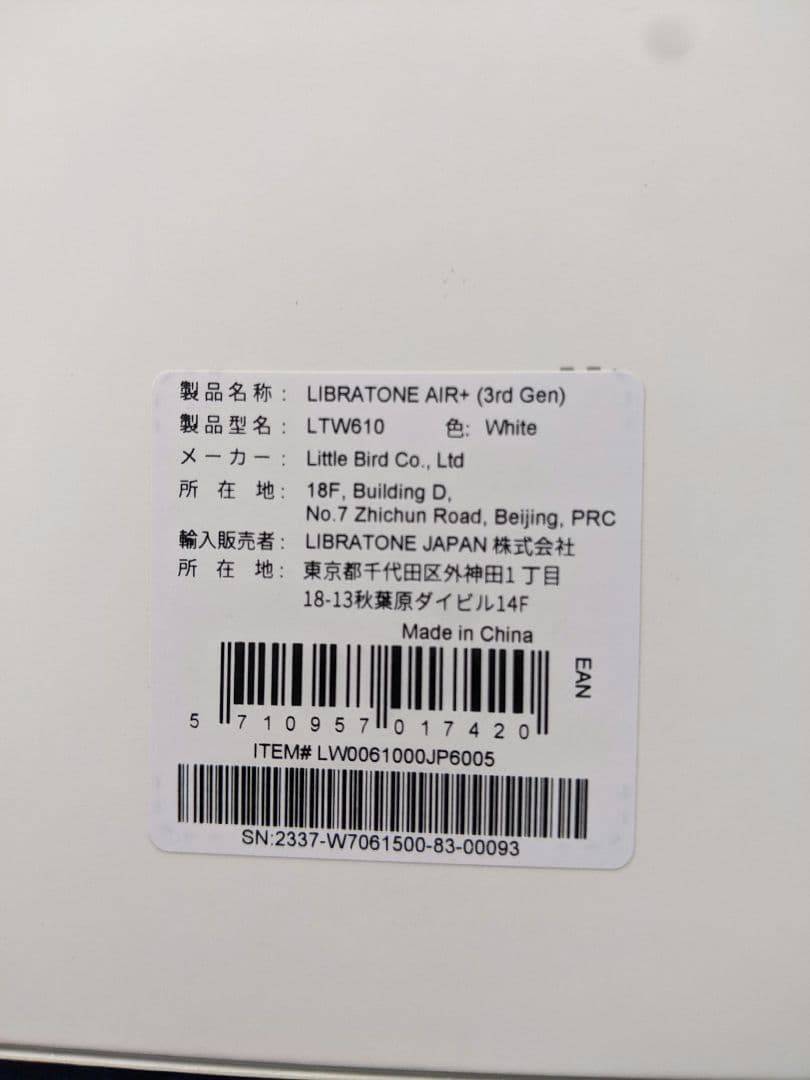 製品名称: LIBRATONE AIR+ (3rd Gen)
製品型名: LTW610 色: White
メーカー: Little Bird Co., Ltd
所在地: 18F, Building D,
No.7 Zhichun Road, Beijing, PRC
輸入販売者: LIBRATONE JAPAN 株式会社
所在地: 東京都千代田区外神田1丁目
18-13秋葉原ダイビル14F
Made in China
EAN
5 710957 017420
ITEM# LW0061000JP6005
SN:2337-W7061500-83-00093